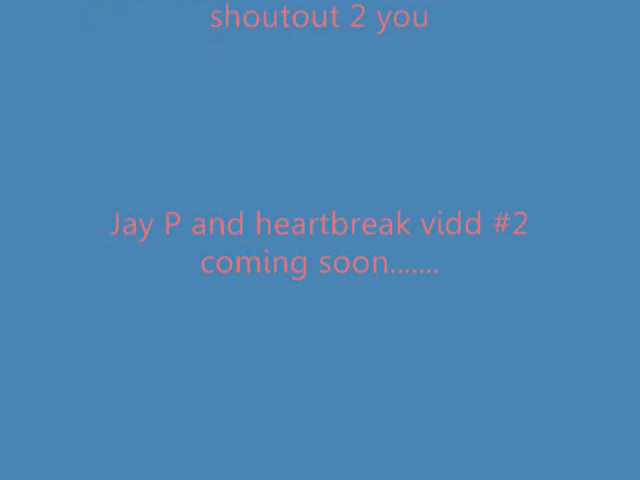 shoutout 2 you
Jay P and heartbreak vidd #2
coming soon.......